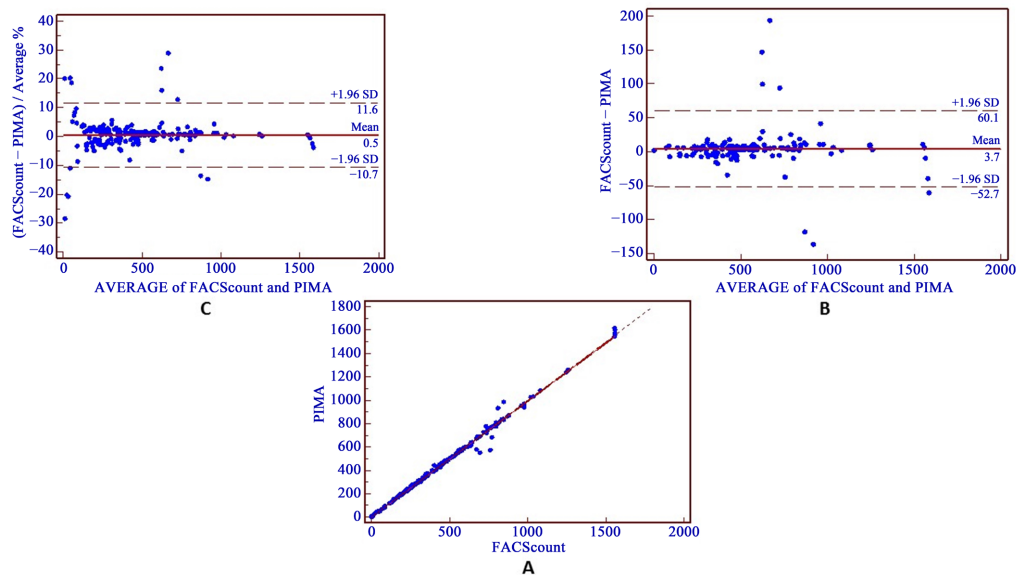 (FACScount − PIMA) / Average %
40
30
20
10
0
−10
−20
−30
−40
+1.96 SD
11.6
Mean
0.5
−1.96 SD
−10.7
0 500 1000 1500 2000
AVERAGE of FACScount and PIMA
C
FACScount − PIMA
200
150
100
50
0
−50
−100
−150
+1.96 SD
60.1
Mean
3.7
−1.96 SD
−52.7
0 500 1000 1500 2000
AVERAGE of FACScount and PIMA
B
PIMA
1800
1600
1400
1200
1000
800
600
400
200
0
0 500 1000 1500 2000
FACScount
A